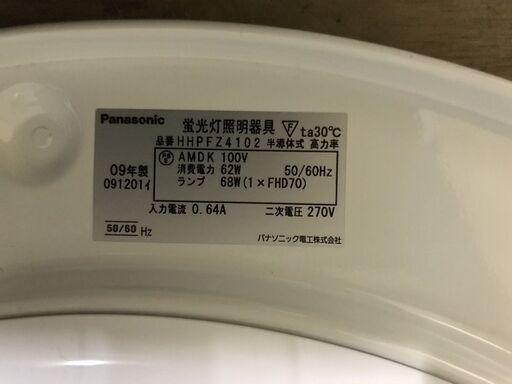 Panasonic 蛍光灯照明器具 F ta30℃
品番 HHPFZ4102 半導体式 高力率
09年製 AMDK 100V
091201イ 消費電力 62W 50/60Hz
ランプ 68W(1×FHD70)
入力電流 0.64A 二次電圧 270V
50/60 Hz パナソニック電工株式会社